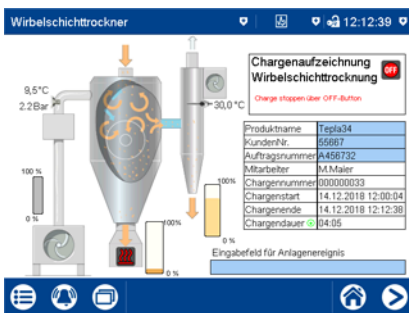 Wirbelschichttrockner
12:12:39
Chargenaufzeichnung
Wirbelschichttrocknung
OFF
Charge stoppen über OFF-Button
9,5°C
2.2Bar
30,0 °C
Produktname Tepla34
KundenNr. 55667
Auftragsnummer A456732
Mitarbeiter M.Maier
Chargennummer 000000033
Chargenstart 14.12.2018 12:00:04
Chargenende 14.12.2018 12:12:38
Chargendauer 04:05
100 %
0 %
100%
0 %
100%
0 %
Eingabefeld für Anlagenereignis